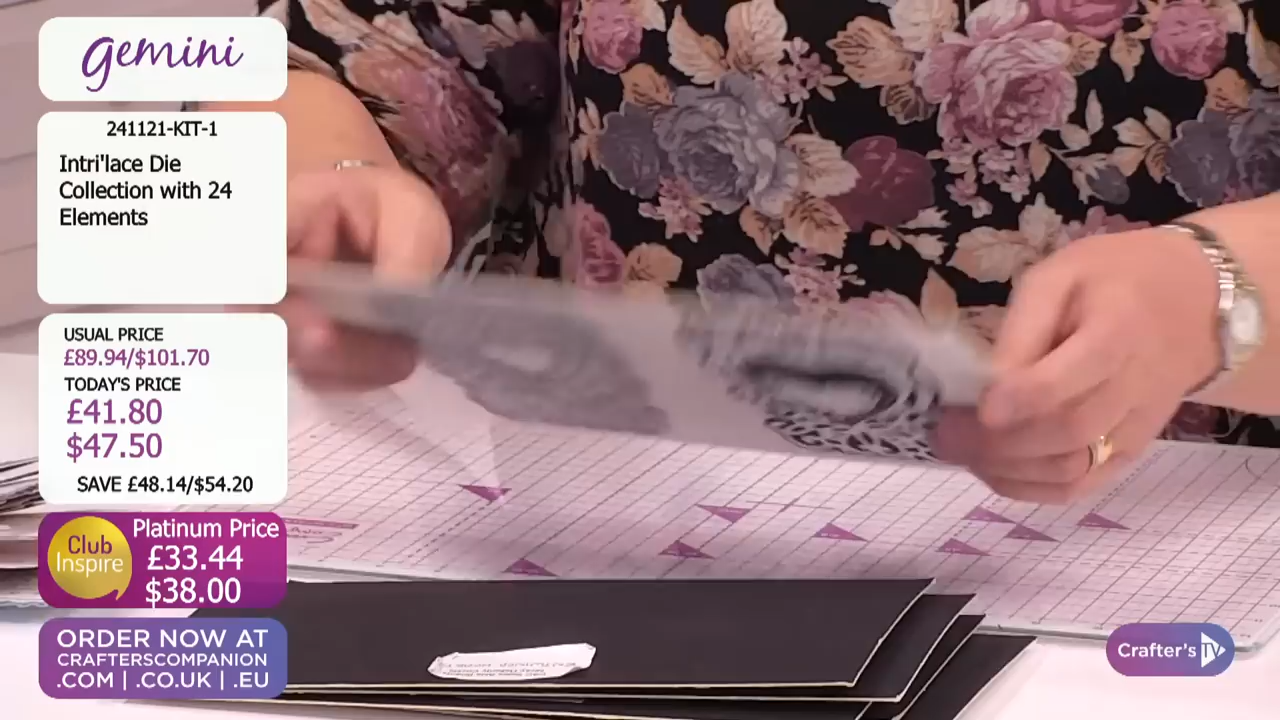 gemini
241121-KIT-1
Intri'lace Die
Collection with 24
Elements
USUAL PRICE
£89.94/$101.70
TODAY'S PRICE
£41.80
$47.50
SAVE £48.14/$54.20
Club
Inspire
Platinum Price
£33.44
$38.00
ORDER NOW AT
CRAFTERSCOMPANION
.COM | .CO.UK | .EU
Crafter's TV